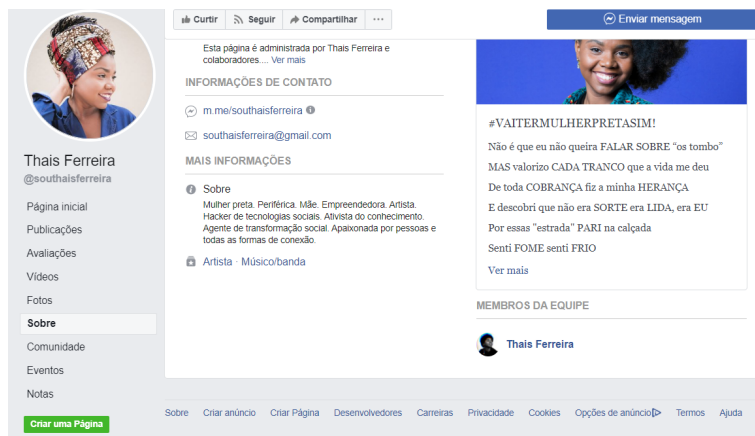 Curtir
Seguir
Compartilhar
Enviar mensagem
Thais Ferreira
@southaisferreira
Página inicial
Publicações
Avaliações
Vídeos
Fotos
Sobre
Comunidade
Eventos
Notas
Criar uma Página
Esta página é administrada por Thais Ferreira e
colaboradores.... Ver mais
INFORMAÇÕES DE CONTATO
m.me/southaisferreira
southaisferreira@gmail.com
MAIS INFORMAÇÕES
Sobre
Mulher preta. Periférica. Mãe. Empreendedora. Artista.
Hacker de tecnologias sociais. Ativista do conhecimento.
Agente de transformação social. Apaixonada por pessoas e
todas as formas de conexão.
Artista · Músico/banda
#VAITERMULHERPRETASIM!
Não é que eu não queira FALAR SOBRE “os tombo”
MAS valorizo CADA TRANCO que a vida me deu
De toda COBRANÇA fiz a minha HERANÇA
E descobri que não era SORTE era LIDA, era EU
Por essas "estrada" PARI na calçada
Senti FOME senti FRIO
Ver mais
MEMBROS DA EQUIPE
Thais Ferreira
Sobre Criar anúncio Criar Página Desenvolvedores Carreiras Privacidade Cookies Opções de anúncio Termos Ajuda